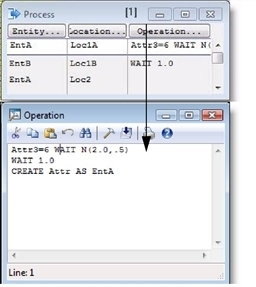 Process [1]
Entity... Location... Operation...
EntA Loc1A Attr3=6 WAIT N(
EntB Loc1B WAIT 1.0
EntA Loc2
Operation
Attr3=6 WAIT N(2.0,.5)
WAIT 1.0
CREATE Attr AS EntA
Line: 1